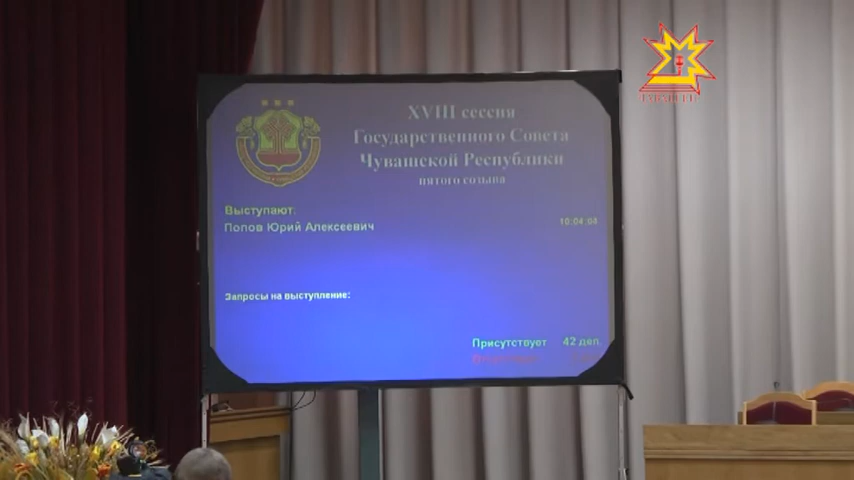 XVIII сессия
Государственного Совета
Чувашской Республики
пятого созыва
Выступают:
Попов Юрий Алексеевич 10:04:03
Запросы на выступление:
Присутствует 42 деп.